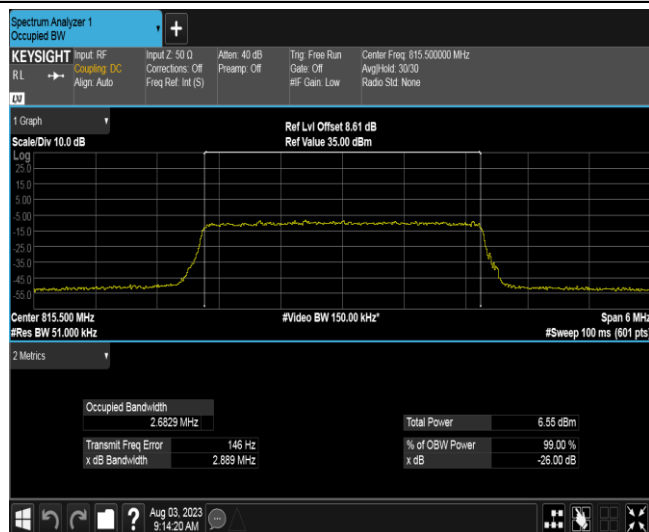 Spectrum Analyzer 1
Occupied BW
KEYSIGHT
RL
LXI
Input: RF
Coupling: DC
Align: Auto
Input Z: 50 Ω
Corrections: Off
Freq Ref: Int (S)
Atten: 40 dB
Preamp: Off
Trig: Free Run
Gate: Off
#IF Gain: Low
Center Freq: 815.500000 MHz
Avg|Hold: 30/30
Radio Std: None
1 Graph
Scale/Div 10.0 dB
Ref Lvl Offset 8.61 dB
Ref Value 35.00 dBm
Log
25.0
15.0
5.00
-5.00
-15.0
-25.0
-35.0
-45.0
-55.0
Center 815.500 MHz
#Res BW 51.000 kHz
#Video BW 150.00 kHz*
Span 6 MHz
#Sweep 100 ms (601 pts)
2 Metrics
Occupied Bandwidth
2.6829 MHz
Transmit Freq Error 146 Hz
x dB Bandwidth 2.889 MHz
Total Power 6.55 dBm
% of OBW Power 99.00 %
x dB -26.00 dB
?
Aug 03, 2023
9:14:20 AM